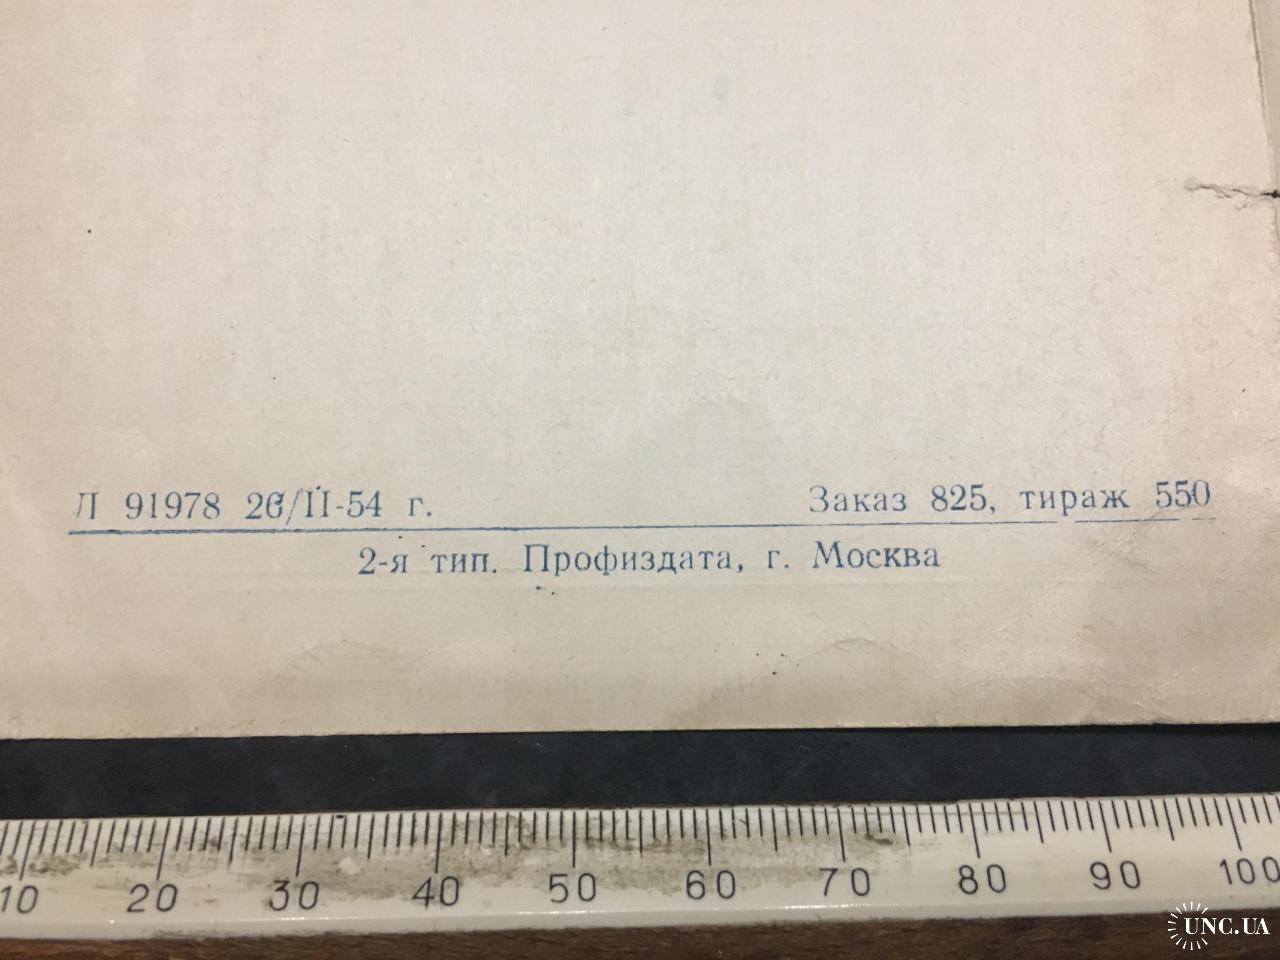 Л 91978 26/II-54 г.
Заказ 825, тираж 550
2-я тип. Профиздата, г. Москва
10 20 30 40 50 60 70 80 90 100
UNC.UA